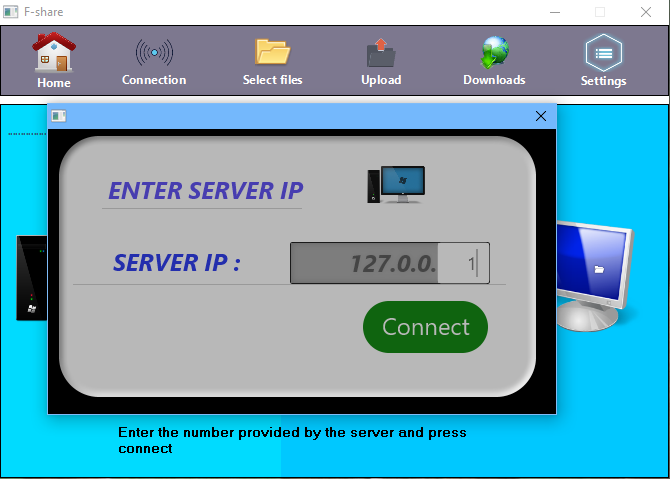 F-share
Home
Connection
Select files
Upload
Downloads
Settings
ENTER SERVER IP
SERVER IP :
127.0.0.
1
Connect
Enter the number provided by the server and press
connect